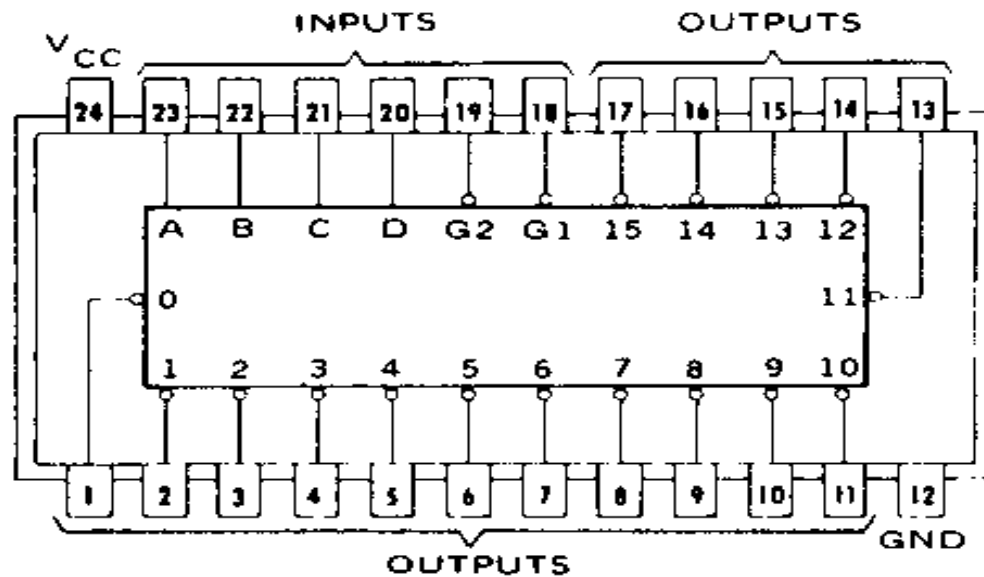 INPUTS OUTPUTS
VCC
24 23 22 21 20 19 18 17 16 15 14 13
A B C D G2 G1 15 14 13 12
0 11
1 2 3 4 5 6 7 8 9 10
1 2 3 4 5 6 7 8 9 10 11 12
GND
OUTPUTS